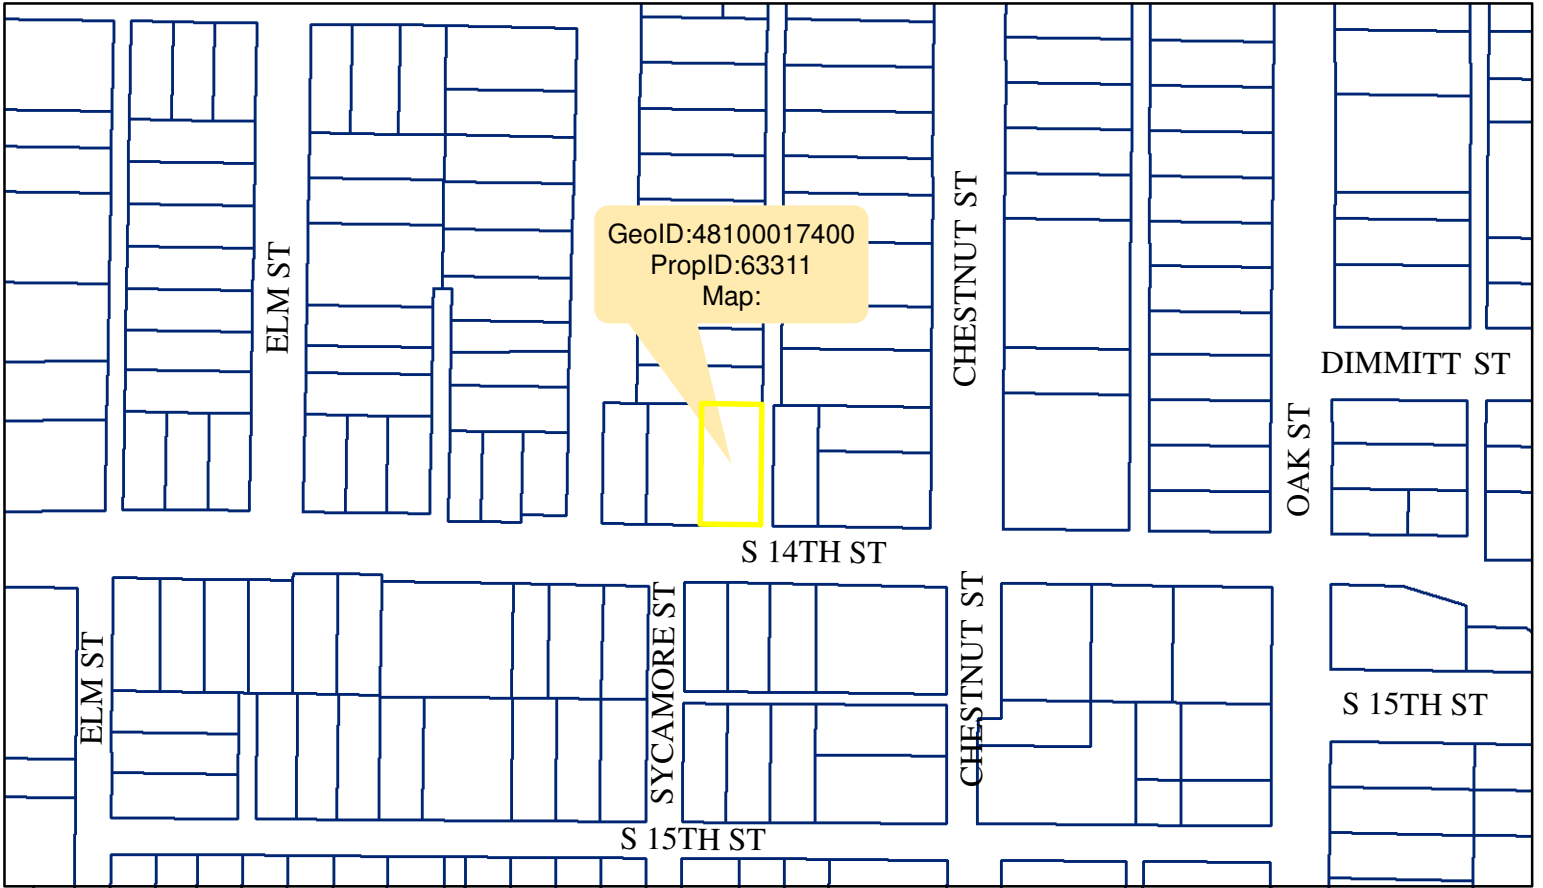 GeoID:48100017400
PropID:63311
Map:
ELM ST
CHESTNUT ST
DIMMITT ST
OAK ST
S 14TH ST
ELM ST
S SYCAMORE ST
CHESTNUT ST
S 15TH ST
S 15TH ST